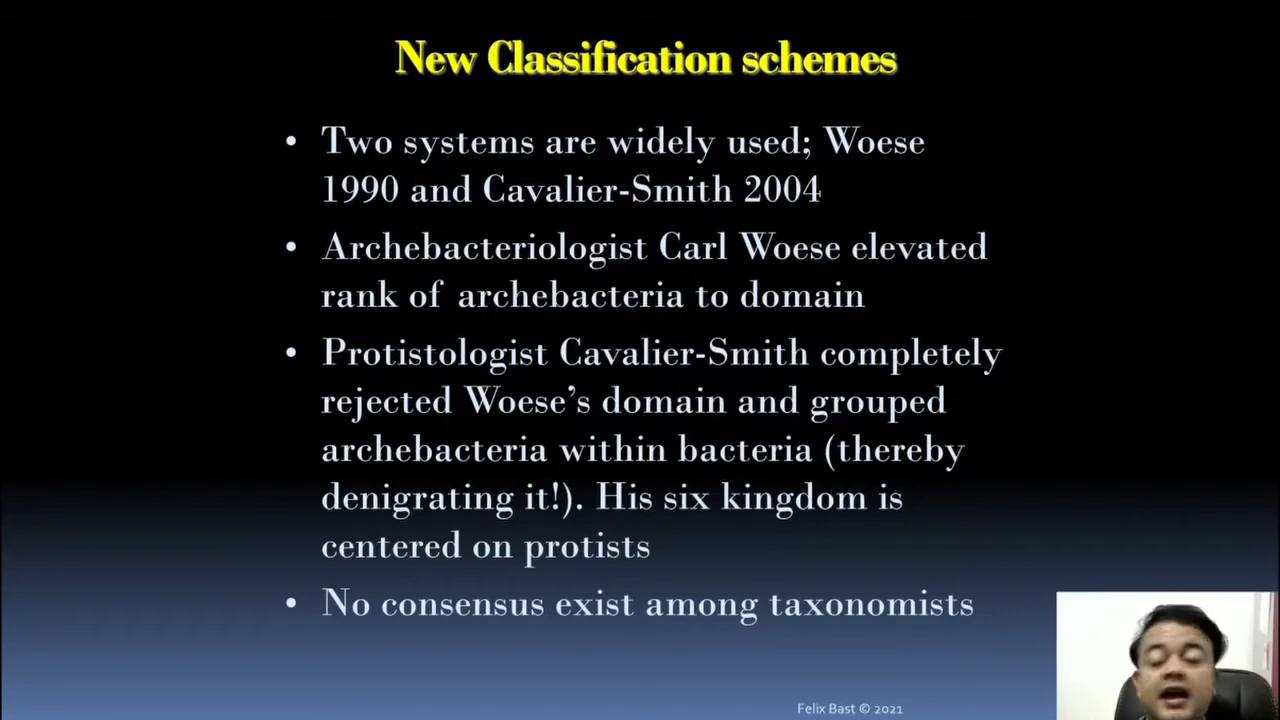 New Classification schemes
• Two systems are widely used; Woese
1990 and Cavalier-Smith 2004
• Archebacteriologist Carl Woese elevated
rank of archebacteria to domain
• Protistologist Cavalier-Smith completely
rejected Woese’s domain and grouped
archebacteria within bacteria (thereby
denigrating it!). His six kingdom is
centered on protists
• No consensus exist among taxonomists
Felix Bast © 2021